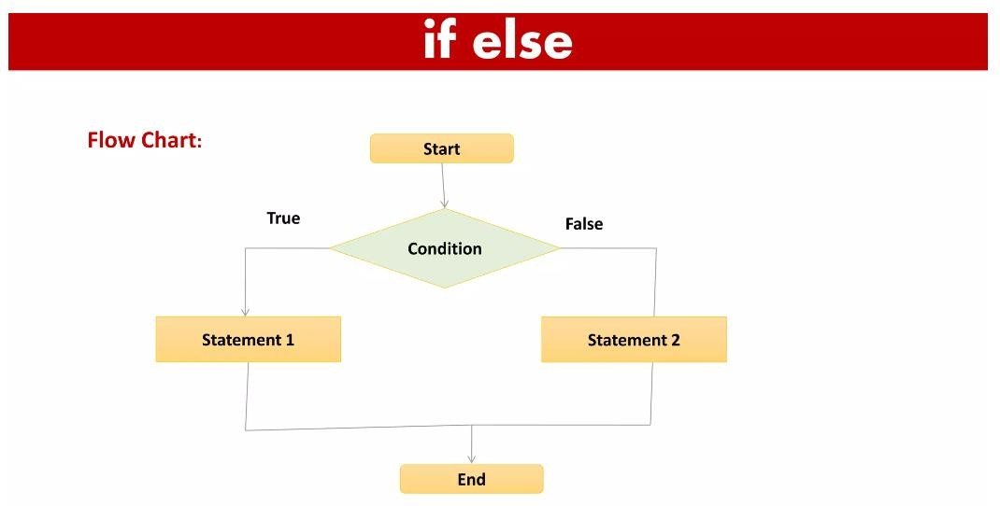 if else
Flow Chart:
Start
True
False
Condition
Statement 1
Statement 2
End